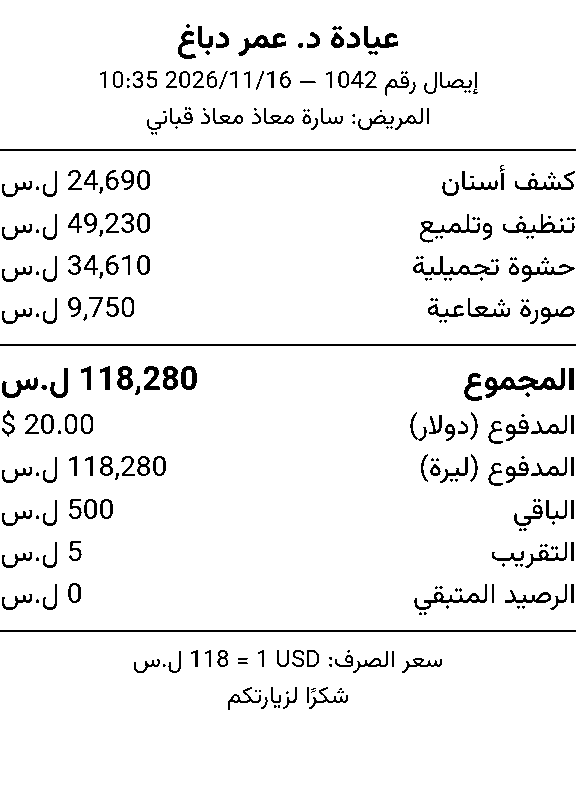 عيادة د. عمر دباغ
إيصال رقم 1042 — 2026/11/16 10:35
المريض: سارة معاذ معاذ قباني
كشف أسنان 24,690 ل.س
تنظيف وتلميع 49,230 ل.س
حشوة تجميلية 34,610 ل.س
صورة شعاعية 9,750 ل.س
المجموع 118,280 ل.س
المدفوع (دولار) 20.00 $
المدفوع (ليرة) 118,280 ل.س
الباقي 500 ل.س
التقريب 5 ل.س
الرصيد المتبقي 0 ل.س
سعر الصرف: 1 USD = 118 ل.س
شكرًا لزيارتكم